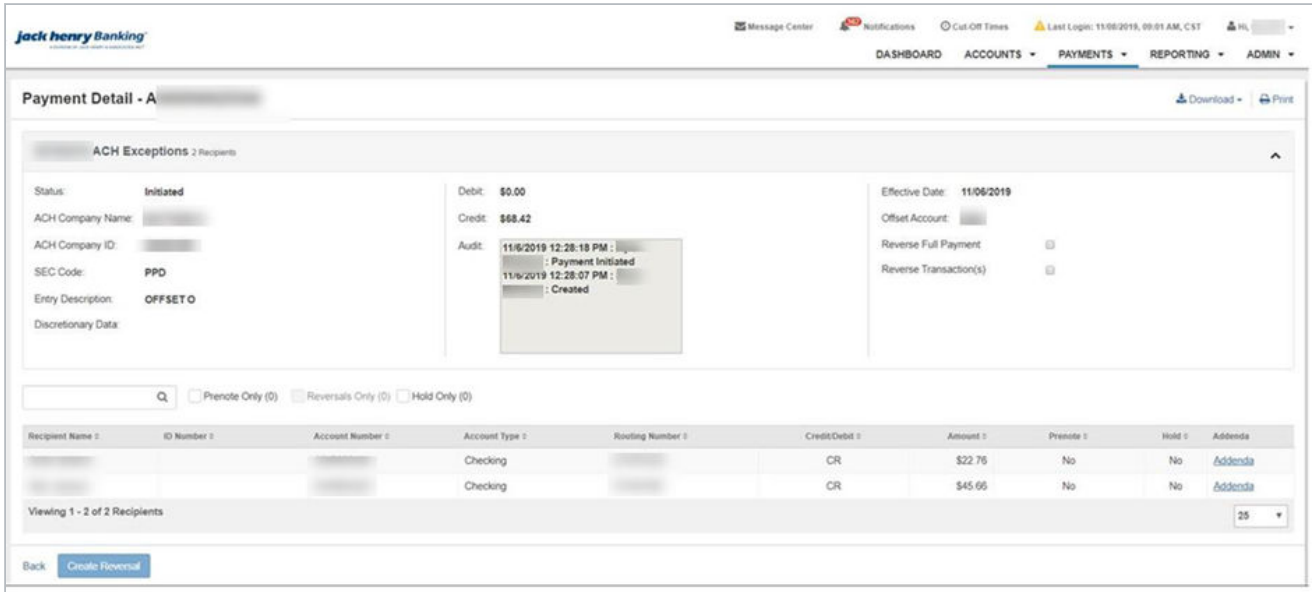 jack henry Banking
Message Center
Notifications
Cut-Off Times
Last Login: 11/08/2019, 09:01 AM, CST
Hi,
DASHBOARD
ACCOUNTS
PAYMENTS
REPORTING
ADMIN
Payment Detail - A
Download
Print
ACH Exceptions 2 Recipients
Status: Initiated
ACH Company Name:
ACH Company ID:
SEC Code: PPD
Entry Description: OFFSET O
Discretionary Data:
Debit: $0.00
Credit: $68.42
Audit:
11/6/2019 12:28:18 PM :
: Payment Initiated
11/6/2019 12:28:07 PM :
: Created
Effective Date: 11/06/2019
Offset Account:
Reverse Full Payment
Reverse Transaction(s)
Prenote Only (0) Reversals Only (0) Hold Only (0)
Recipient Name ID Number Account Number Account Type Routing Number Credit/Debit Amount Prenote Hold Addenda
Checking CR $22.76 No No Addenda
Checking CR $45.66 No No Addenda
Viewing 1 - 2 of 2 Recipients
25
Back Create Reversal